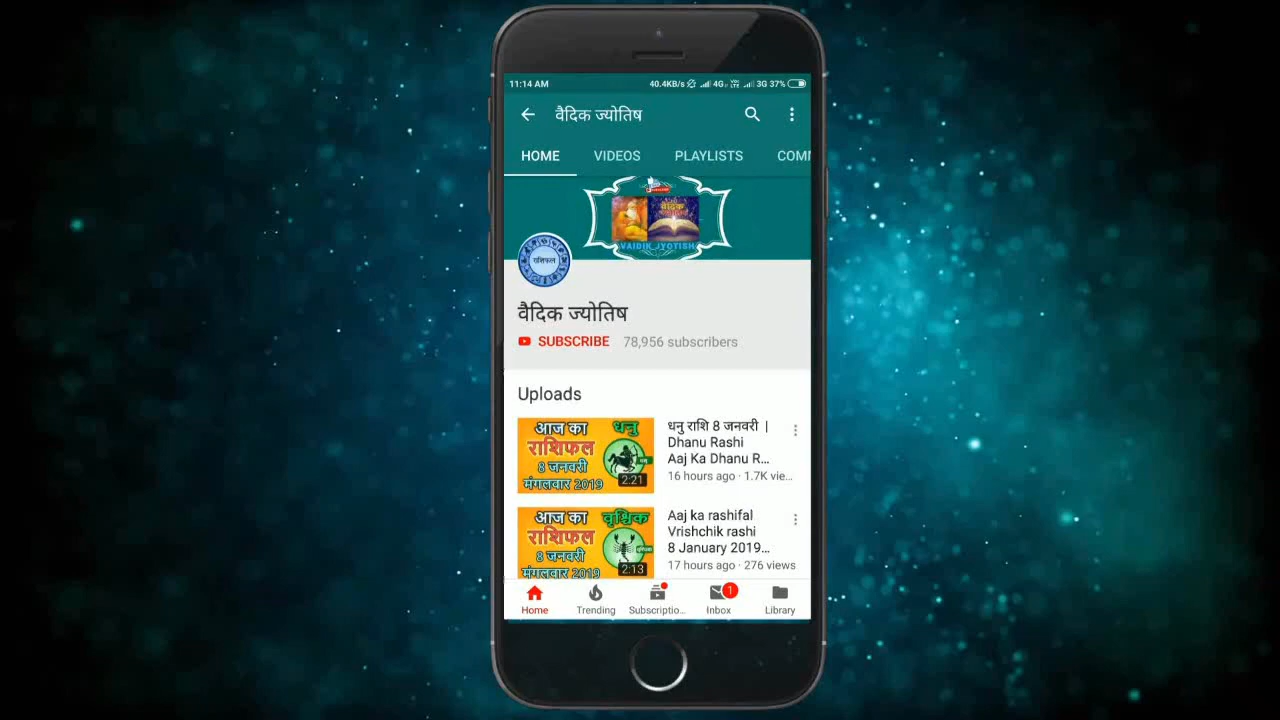 11:14 AM
40.4KB/s 4G VoLTE 3G 37%
वैदिक ज्योतिष
HOME VIDEOS PLAYLISTS COMM
वैदिक
VAIDIK JYOTISH
राशिफल
वैदिक ज्योतिष
SUBSCRIBE 78,956 subscribers
Uploads
आज का धनु
राशिफल
8 जनवरी
मंगलवार 2019
2:21
धनु राशि 8 जनवरी |
Dhanu Rashi
Aaj Ka Dhanu R...
16 hours ago · 1.7K vie...
आज का वृश्चिक
राशिफल
8 जनवरी
मंगलवार 2019
2:13
Aaj ka rashifal
Vrishchik rashi
8 January 2019...
17 hours ago · 276 views
1
Home Trending Subscriptio... Inbox Library